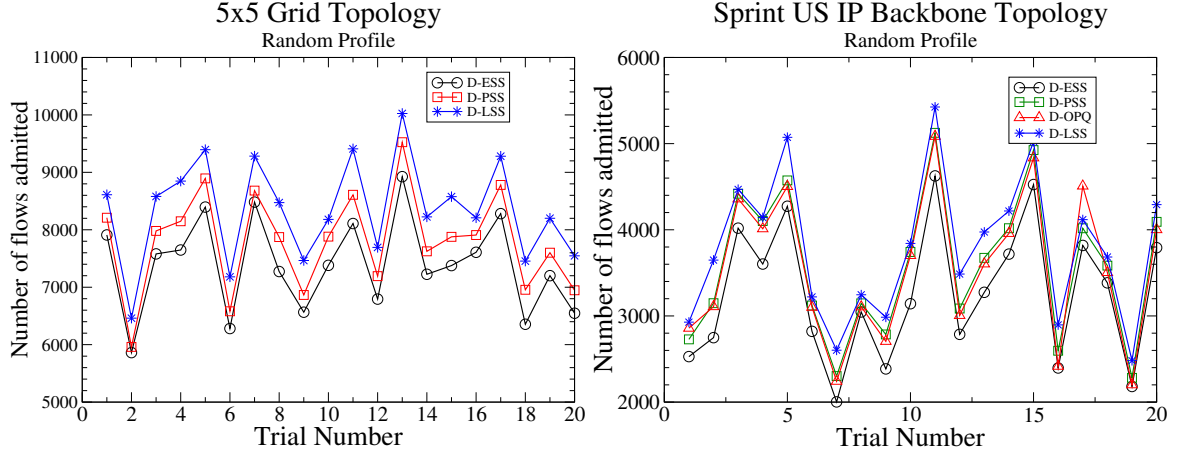 5x5 Grid Topology
Random Profile
Number of flows admitted
11000
10000
9000
8000
7000
6000
5000
D-ESS
D-PSS
D-LSS
0 2 4 6 8 10 12 14 16 18 20
Trial Number
Sprint US IP Backbone Topology
Random Profile
Number of flows admitted
6000
5000
4000
3000
2000
D-ESS
D-PSS
D-OPQ
D-LSS
0 5 10 15 20
Trial Number